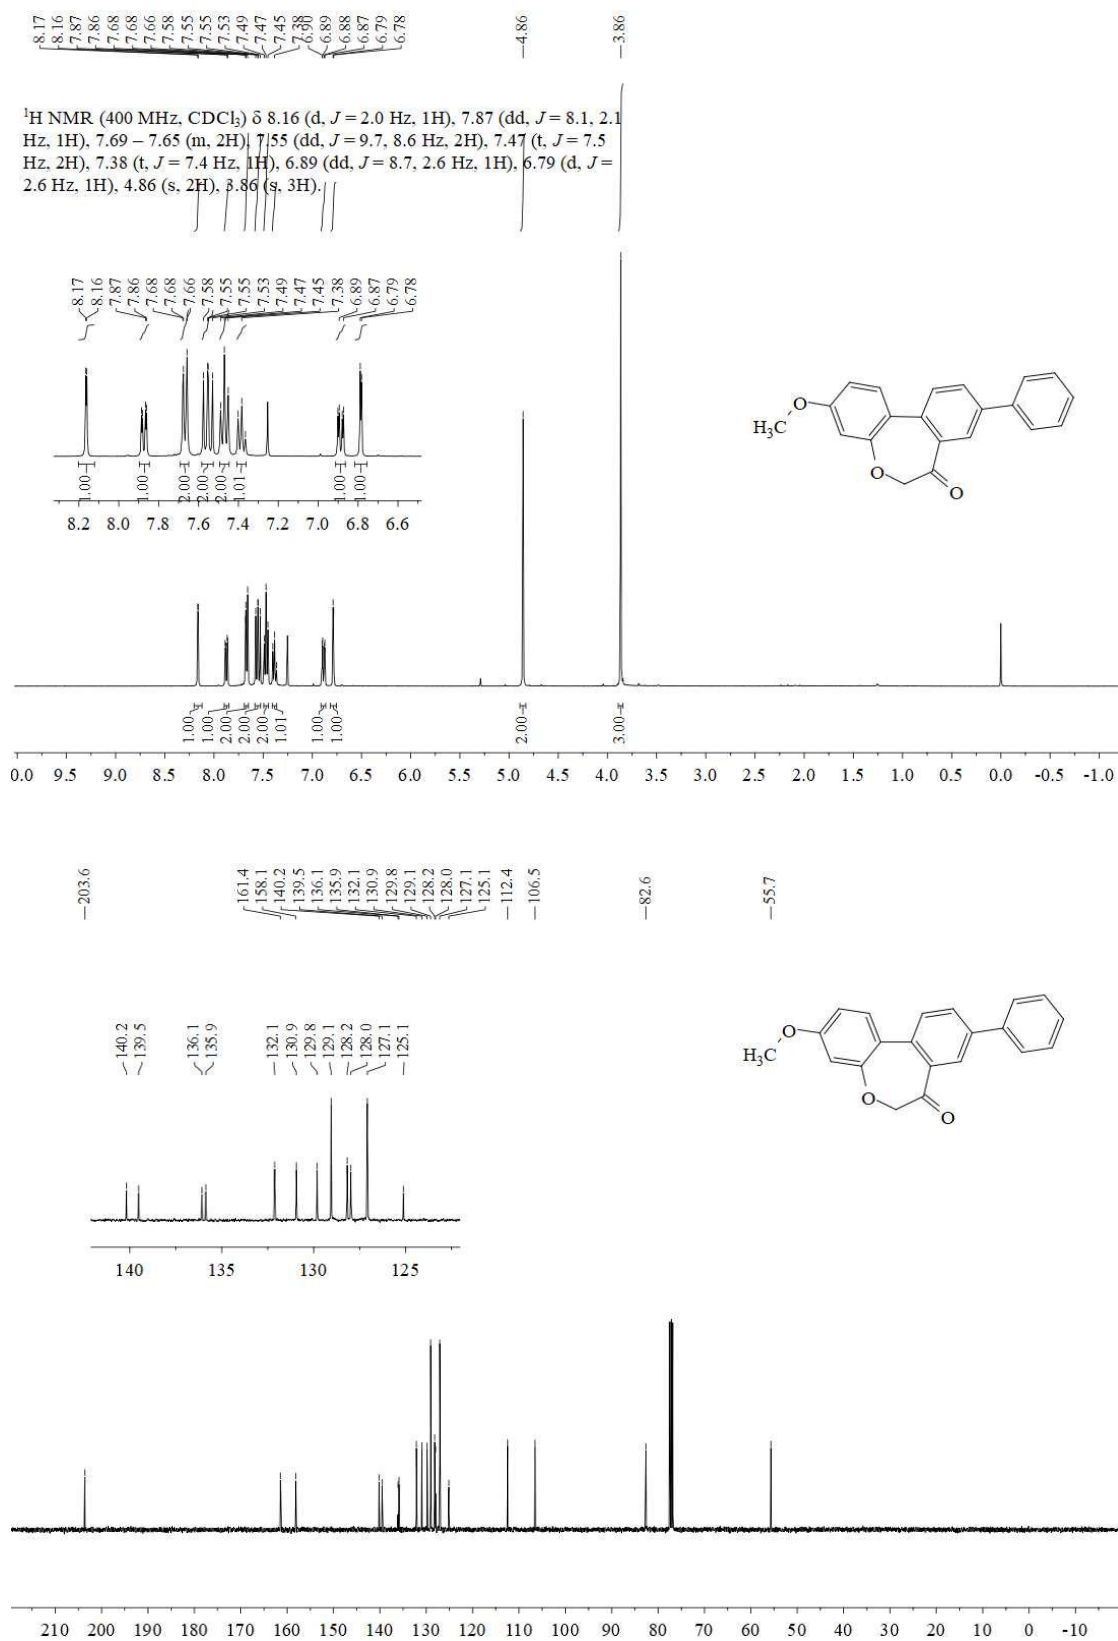 8.17 8.16 7.87 7.86 7.68 7.68 7.66 7.58 7.55 7.55 7.53 7.49 7.47 7.45 7.38 6.90 6.89 6.88 6.87 6.79 6.78
4.86
3.86
¹H NMR (400 MHz, CDCl₃) δ 8.16 (d, J = 2.0 Hz, 1H), 7.87 (dd, J = 8.1, 2.1
Hz, 1H), 7.69 – 7.65 (m, 2H), 7.55 (dd, J = 9.7, 8.6 Hz, 2H), 7.47 (t, J = 7.5
Hz, 2H), 7.38 (t, J = 7.4 Hz, 1H), 6.89 (dd, J = 8.7, 2.6 Hz, 1H), 6.79 (d, J =
2.6 Hz, 1H), 4.86 (s, 2H), 3.86 (s, 3H).
8.17 8.16 7.87 7.86 7.68 7.68 7.66 7.58 7.55 7.55 7.53 7.49 7.47 7.45 7.38 6.89 6.87 6.79 6.78
1.00 1.00 2.00 2.00 2.00 1.01 1.00 1.00
8.2 8.0 7.8 7.6 7.4 7.2 7.0 6.8 6.6
O
H₃C
O
O
1.00 1.00 2.00 2.00 2.00 1.01 1.00 1.00 2.00 3.00
0.0 9.5 9.0 8.5 8.0 7.5 7.0 6.5 6.0 5.5 5.0 4.5 4.0 3.5 3.0 2.5 2.0 1.5 1.0 0.5 0.0 -0.5 -1.0
203.6
161.4 158.1 140.2 139.5 136.1 135.9 132.1 130.9 129.8 129.1 128.2 128.0 127.1 125.1 112.4 106.5
82.6
55.7
140.2 139.5 136.1 135.9 132.1 130.9 129.8 129.1 128.2 128.0 127.1 125.1
140 135 130 125
O
H₃C
O
O
210 200 190 180 170 160 150 140 130 120 110 100 90 80 70 60 50 40 30 20 10 0 -10